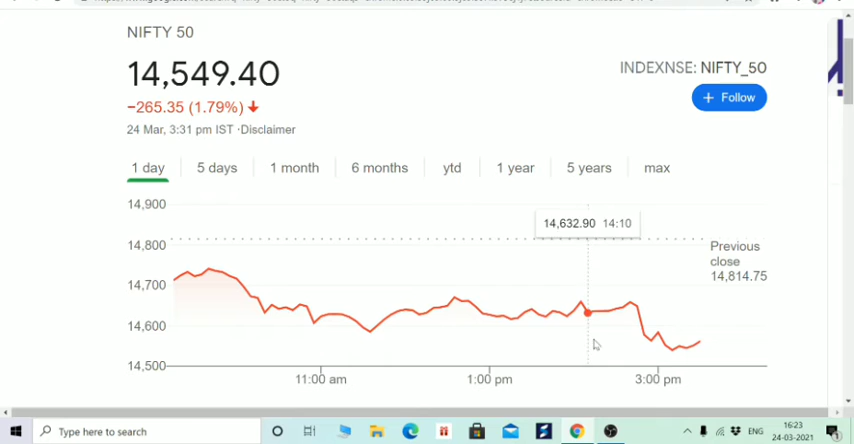 NIFTY 50
14,549.40
INDEXNSE: NIFTY_50
−265.35 (1.79%)
+ Follow
24 Mar, 3:31 pm IST ·Disclaimer
1 day 5 days 1 month 6 months ytd 1 year 5 years max
14,900
14,632.90 14:10
14,800
Previous
close
14,814.75
14,700
14,600
14,500
11:00 am 1:00 pm 3:00 pm
Type here to search
ENG
16:23
24-03-2021